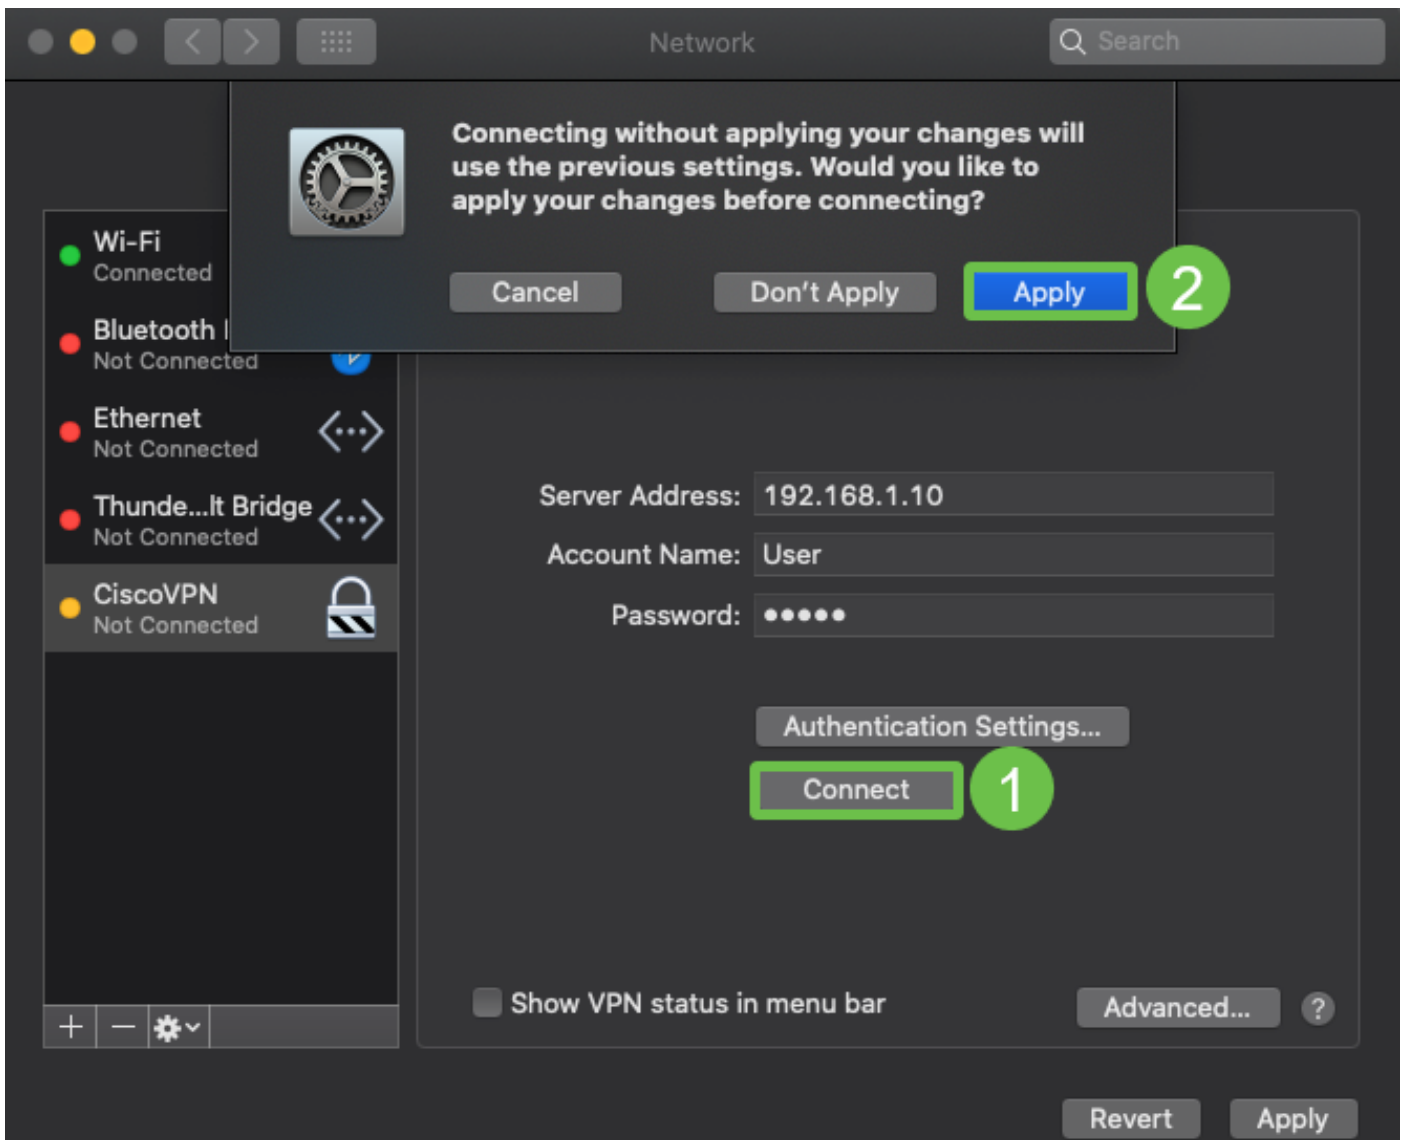 Network
Search
Connecting without applying your changes will
use the previous settings. Would you like to
apply your changes before connecting?
Cancel
Don't Apply
Apply
2
Wi-Fi
Connected
Bluetooth
Not Connected
Ethernet
Not Connected
Thunde...lt Bridge
Not Connected
CiscoVPN
Not Connected
Server Address: 192.168.1.10
Account Name: User
Password: •••••
Authentication Settings...
Connect
1
Show VPN status in menu bar
Advanced...
?
Revert
Apply